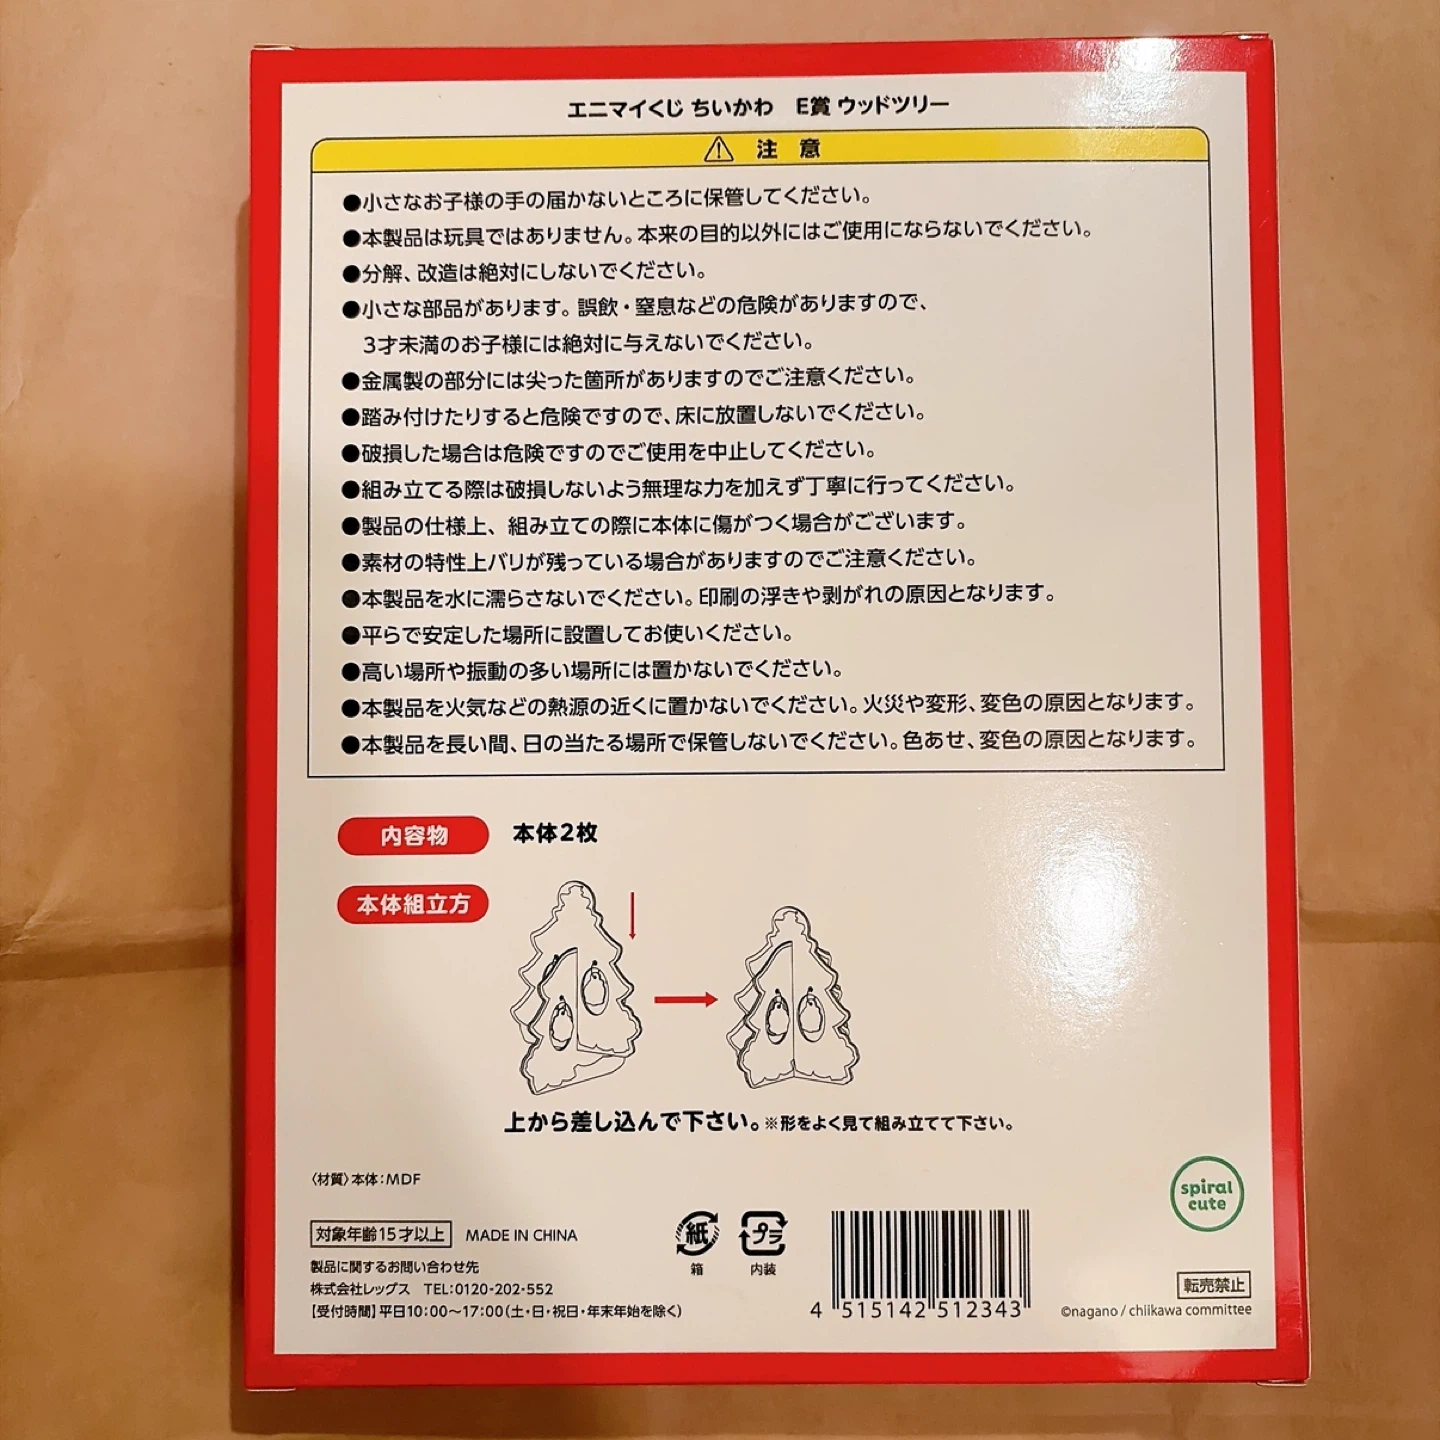 エニマイくじ ちいかわ　E賞 ウッドツリー
注 意
●小さなお子様の手の届かないところに保管してください。
●本製品は玩具ではありません。本来の目的以外にはご使用にならないでください。
●分解、改造は絶対にしないでください。
●小さな部品があります。誤飲・窒息などの危険がありますので、
3才未満のお子様には絶対に与えないでください。
●金属製の部分には尖った箇所がありますのでご注意ください。
●踏み付けたりすると危険ですので、床に放置しないでください。
●破損した場合は危険ですのでご使用を中止してください。
●組み立てる際は破損しないよう無理な力を加えず丁寧に行ってください。
●製品の仕様上、組み立ての際に本体に傷がつく場合がございます。
●素材の特性上バリが残っている場合がありますのでご注意ください。
●本製品を水に濡らさないでください。印刷の浮きや剥がれの原因となります。
●平らで安定した場所に設置してお使いください。
●高い場所や振動の多い場所には置かないでください。
●本製品を火気などの熱源の近くに置かないでください。火災や変形、変色の原因となります。
●本製品を長い間、日の当たる場所で保管しないでください。色あせ、変色の原因となります。
内容物 本体2枚
本体組立方
上から差し込んで下さい。※形をよく見て組み立てて下さい。
〈材質〉本体：MDF
spiral
cute
対象年齢15才以上 MADE IN CHINA
紙 プラ
箱 内装
製品に関するお問い合わせ先
株式会社レッグス　TEL：0120-202-552
【受付時間】平日10：00～17：00（土・日・祝日・年末年始を除く）
4 515142 512343
転売禁止
©nagano / chiikawa committee